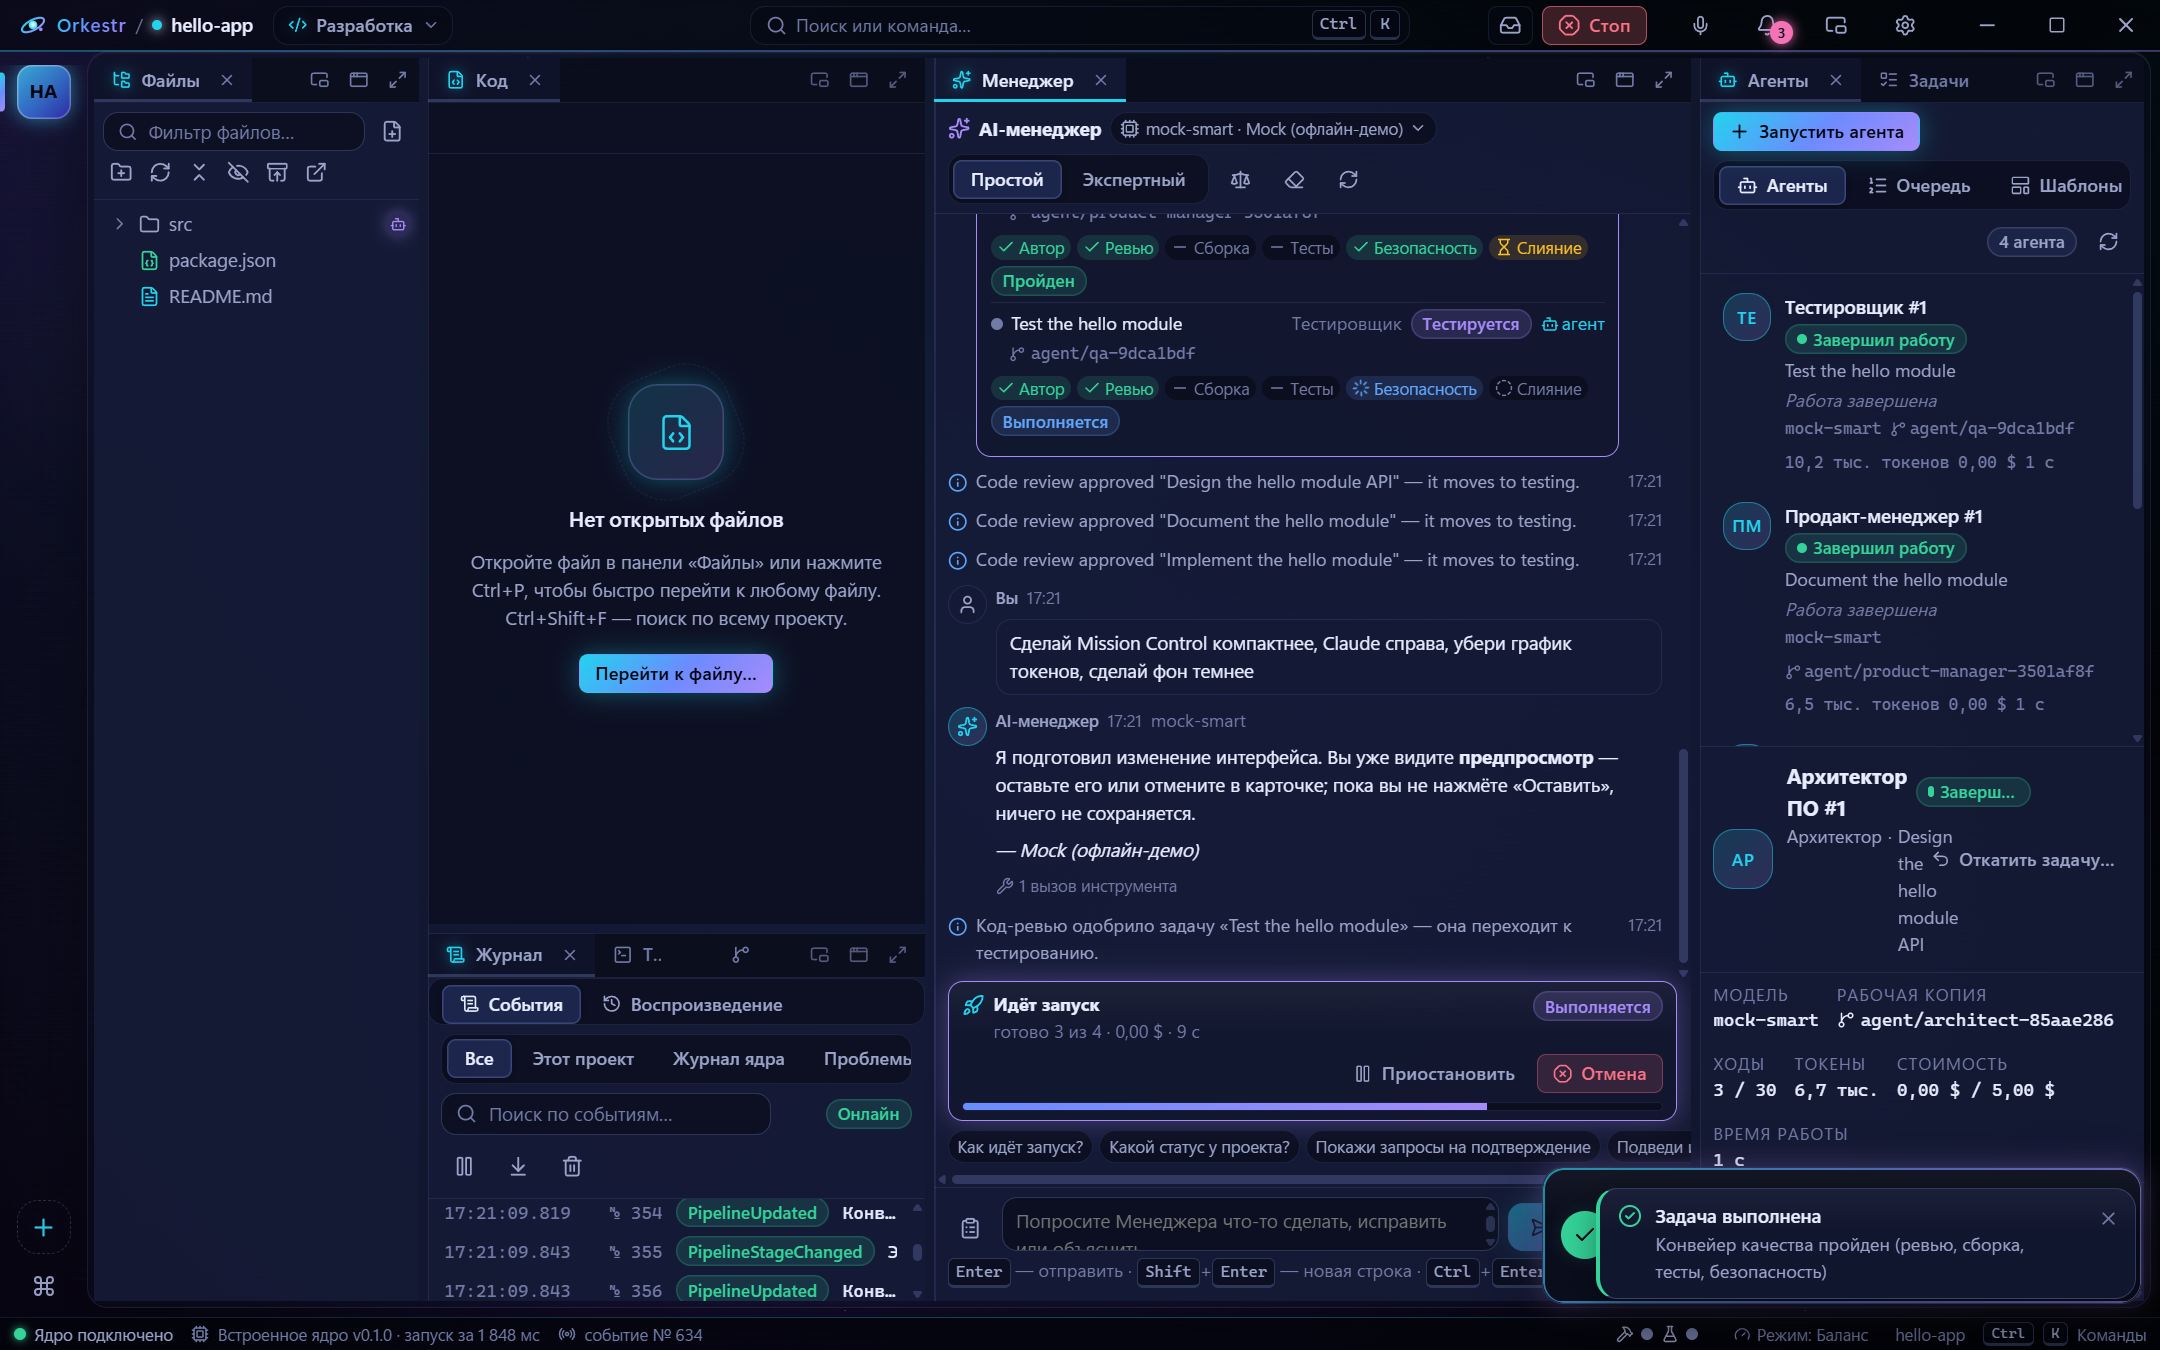 Orkestr / hello-app
Разработка
Поиск или команда...
Ctrl K
Стоп
3
HA
Файлы
Фильтр файлов...
src
package.json
README.md
Код
Нет открытых файлов
Откройте файл в панели «Файлы» или нажмите
Ctrl+P, чтобы быстро перейти к любому файлу.
Ctrl+Shift+F — поиск по всему проекту.
Перейти к файлу...
Журнал
Т..
События
Воспроизведение
Все
Этот проект
Журнал ядра
Поиск по событиям...
Онлайн
17:21:09.819 № 354 PipelineUpdated Конв...
17:21:09.843 № 355 PipelineStageChanged Э
17:21:09.843 № 356 PipelineUpdated Конв...
Менеджер
AI-менеджер
mock-smart · Mock (офлайн-демо)
Простой
Экспертный
agent/product-manager-3501af8f
Автор Ревью Сборка Тесты Безопасность Слияние
Пройден
Test the hello module
Тестировщик Тестируется агент
agent/qa-9dca1bdf
Автор Ревью Сборка Тесты Безопасность Слияние
Выполняется
Code review approved "Design the hello module API" — it moves to testing. 17:21
Code review approved "Document the hello module" — it moves to testing. 17:21
Code review approved "Implement the hello module" — it moves to testing. 17:21
Вы 17:21
Сделай Mission Control компактнее, Claude справа, убери график
токенов, сделай фон темнее
AI-менеджер 17:21 mock-smart
Я подготовил изменение интерфейса. Вы уже видите предпросмотр —
оставьте его или отмените в карточке; пока вы не нажмёте «Оставить»,
ничего не сохраняется.
— Mock (офлайн-демо)
1 вызов инструмента
Код-ревью одобрило задачу «Test the hello module» — она переходит к 17:21
тестированию.
Идёт запуск
Выполняется
готово 3 из 4 · 0,00 $ · 9 с
Приостановить
Отмена
Как идёт запуск?
Какой статус у проекта?
Покажи запросы на подтверждение
Подведи
Попросите Менеджера что-то сделать, исправить
или объяснить
Enter — отправить · Shift + Enter — новая строка · Ctrl + Enter
Агенты
Задачи
Запустить агента
Агенты
Очередь
Шаблоны
4 агента
ТЕ
Тестировщик #1
Завершил работу
Test the hello module
Работа завершена
mock-smart agent/qa-9dca1bdf
10,2 тыс. токенов 0,00 $ 1 с
ПМ
Продакт-менеджер #1
Завершил работу
Document the hello module
Работа завершена
mock-smart
agent/product-manager-3501af8f
6,5 тыс. токенов 0,00 $ 1 с
АР
Архитектор
ПО #1
Заверш...
Архитектор · Design
the
hello
module
API
Откатить задачу...
МОДЕЛЬ РАБОЧАЯ КОПИЯ
mock-smart agent/architect-85aae286
ХОДЫ ТОКЕНЫ СТОИМОСТЬ
3 / 30 6,7 тыс. 0,00 $ / 5,00 $
ВРЕМЯ РАБОТЫ
1 с
Задача выполнена
Конвейер качества пройден (ревью, сборка,
тесты, безопасность)
Ядро подключено
Встроенное ядро v0.1.0 · запуск за 1 848 мс
событие № 634
Режим: Баланс
hello-app
Ctrl K Команды